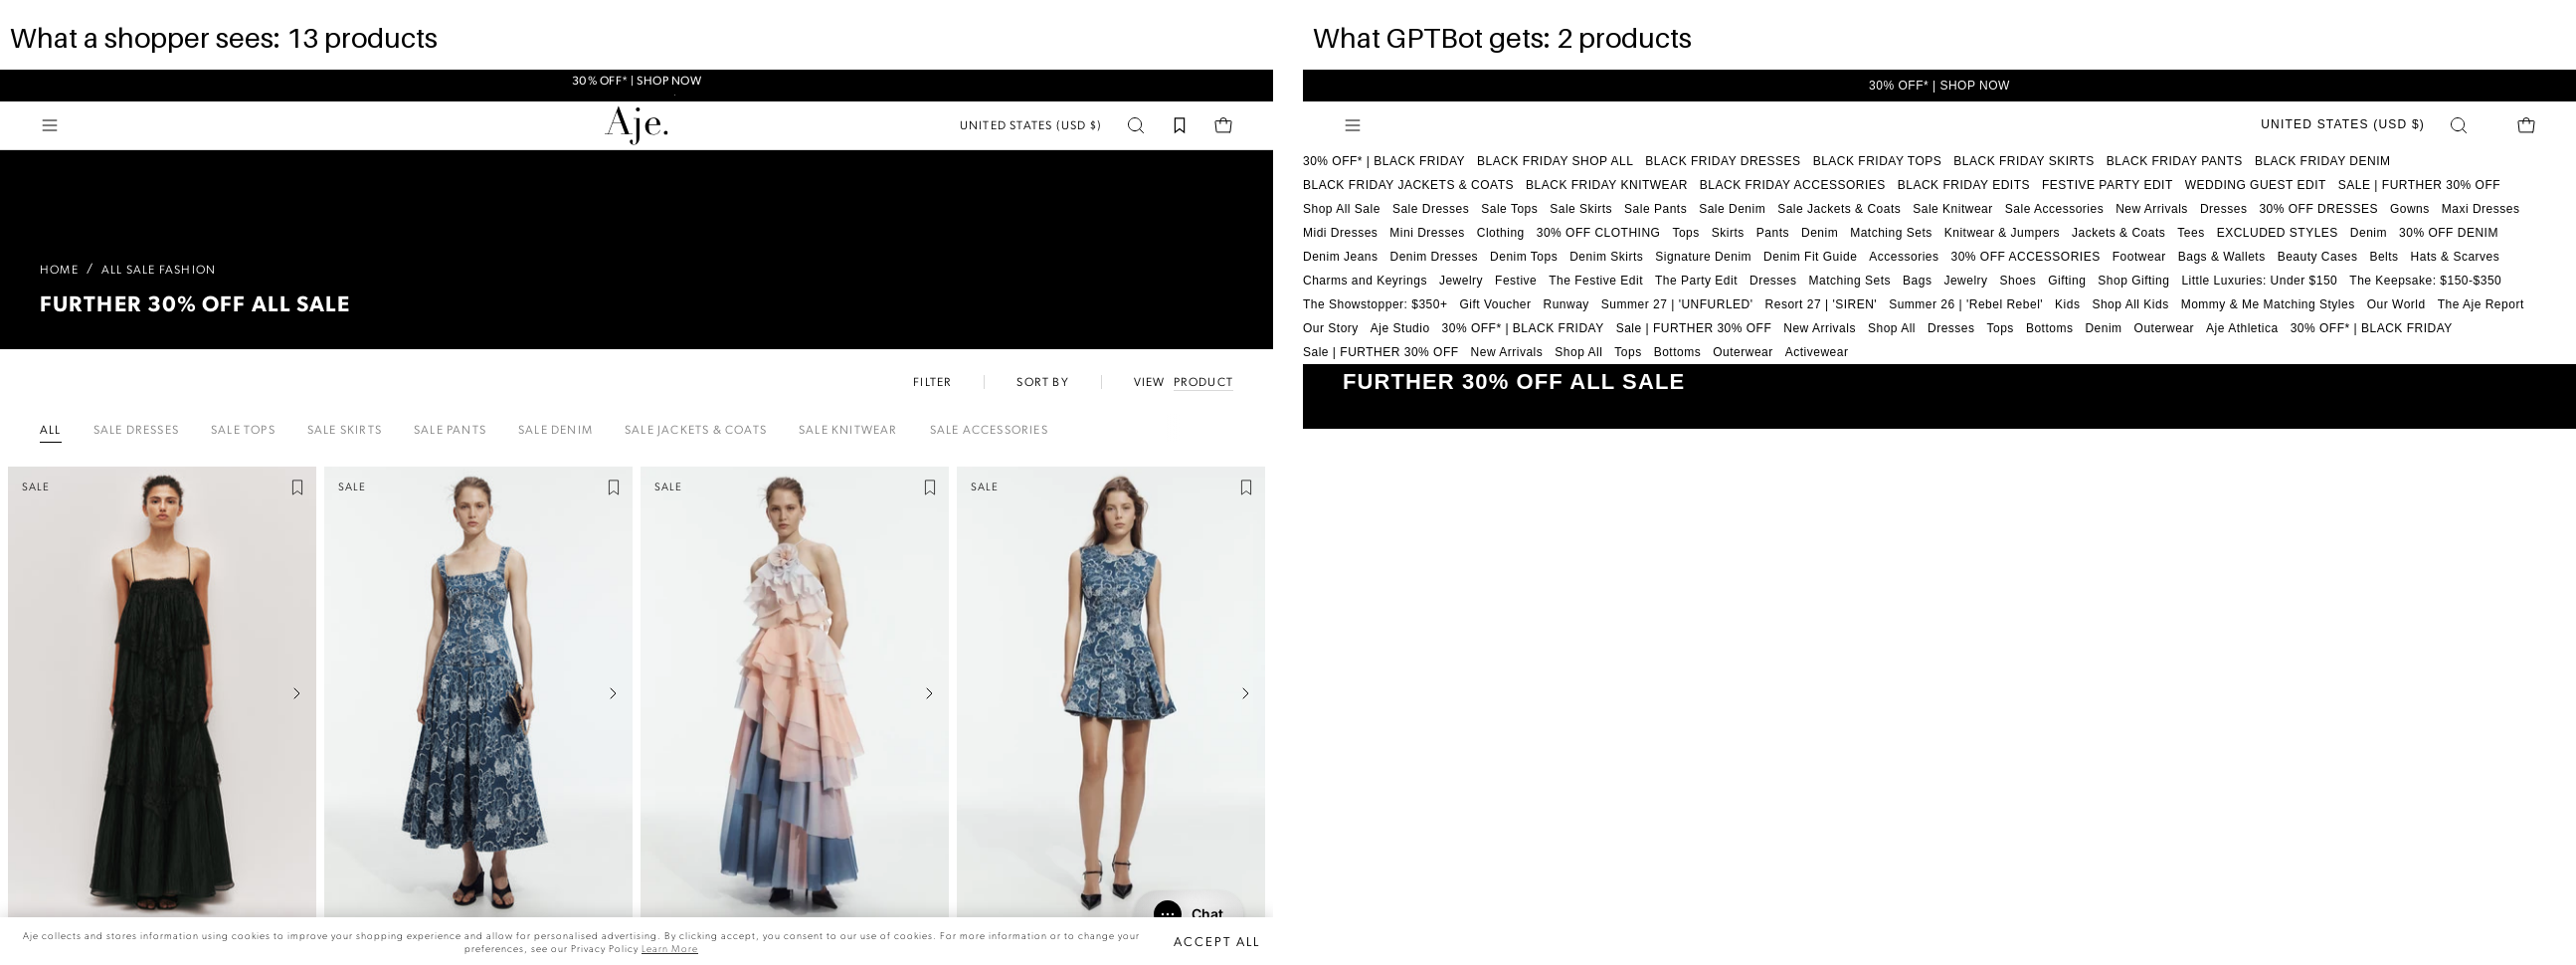 What a shopper sees: 13 products
30% OFF* | SHOP NOW
Aje.
UNITED STATES (USD $)
HOME / ALL SALE FASHION
FURTHER 30% OFF ALL SALE
FILTER
SORT BY
VIEW PRODUCT
ALL SALE DRESSES SALE TOPS SALE SKIRTS SALE PANTS SALE DENIM SALE JACKETS & COATS SALE KNITWEAR SALE ACCESSORIES
SALE
SALE
SALE
SALE
Chat
Aje collects and stores information using cookies to improve your shopping experience and allow for personalised advertising. By clicking accept, you consent to our use of cookies. For more information or to change your
preferences, see our Privacy Policy Learn More
ACCEPT ALL
What GPTBot gets: 2 products
30% OFF* | SHOP NOW
UNITED STATES (USD $)
30% OFF* | BLACK FRIDAY BLACK FRIDAY SHOP ALL BLACK FRIDAY DRESSES BLACK FRIDAY TOPS BLACK FRIDAY SKIRTS BLACK FRIDAY PANTS BLACK FRIDAY DENIM
BLACK FRIDAY JACKETS & COATS BLACK FRIDAY KNITWEAR BLACK FRIDAY ACCESSORIES BLACK FRIDAY EDITS FESTIVE PARTY EDIT WEDDING GUEST EDIT SALE | FURTHER 30% OFF
Shop All Sale Sale Dresses Sale Tops Sale Skirts Sale Pants Sale Denim Sale Jackets & Coats Sale Knitwear Sale Accessories New Arrivals Dresses 30% OFF DRESSES Gowns Maxi Dresses
Midi Dresses Mini Dresses Clothing 30% OFF CLOTHING Tops Skirts Pants Denim Matching Sets Knitwear & Jumpers Jackets & Coats Tees EXCLUDED STYLES Denim 30% OFF DENIM
Denim Jeans Denim Dresses Denim Tops Denim Skirts Signature Denim Denim Fit Guide Accessories 30% OFF ACCESSORIES Footwear Bags & Wallets Beauty Cases Belts Hats & Scarves
Charms and Keyrings Jewelry Festive The Festive Edit The Party Edit Dresses Matching Sets Bags Jewelry Shoes Gifting Shop Gifting Little Luxuries: Under $150 The Keepsake: $150-$350
The Showstopper: $350+ Gift Voucher Runway Summer 27 | 'UNFURLED' Resort 27 | 'SIREN' Summer 26 | 'Rebel Rebel' Kids Shop All Kids Mommy & Me Matching Styles Our World The Aje Report
Our Story Aje Studio 30% OFF* | BLACK FRIDAY Sale | FURTHER 30% OFF New Arrivals Shop All Dresses Tops Bottoms Denim Outerwear Aje Athletica 30% OFF* | BLACK FRIDAY
Sale | FURTHER 30% OFF New Arrivals Shop All Tops Bottoms Outerwear Activewear
FURTHER 30% OFF ALL SALE